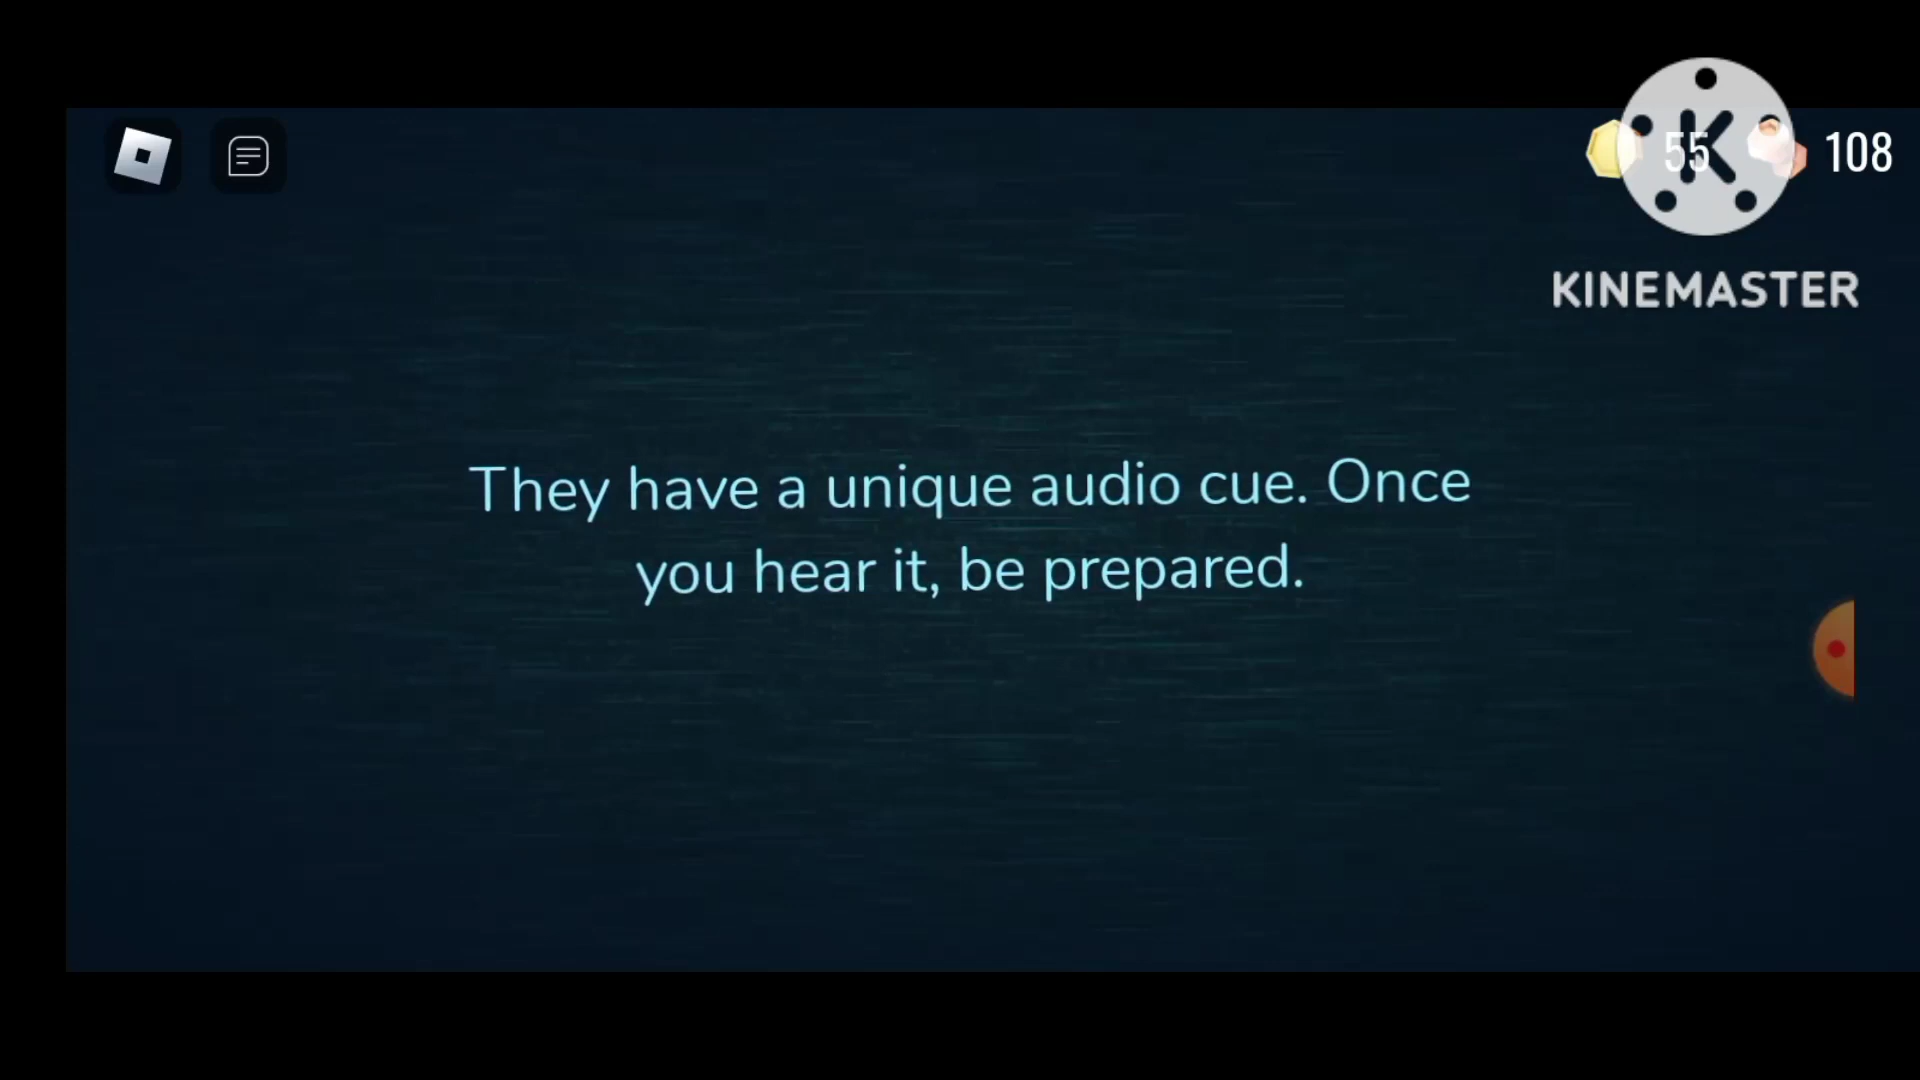 55 108
KINEMASTER
They have a unique audio cue. Once
you hear it, be prepared.